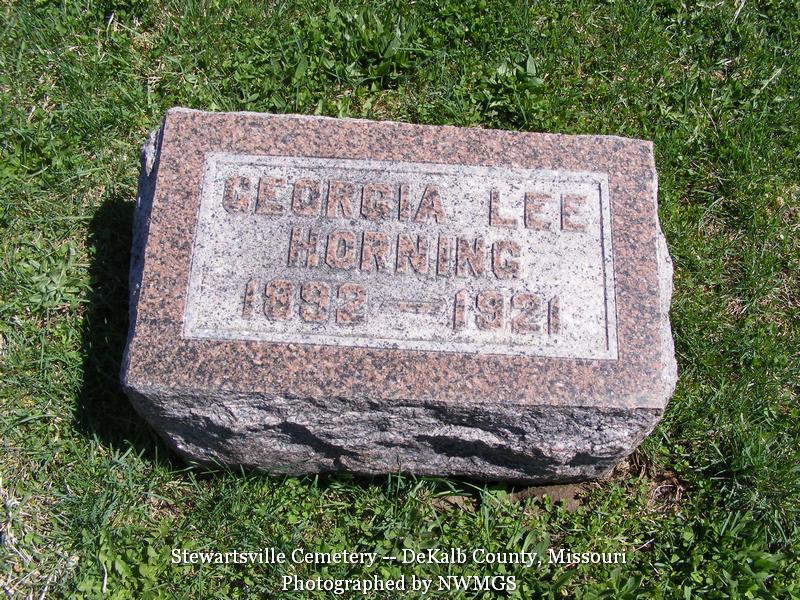 GEORGIA LEE
HORNING
1892 — 1921
Stewartsville Cemetery -- DeKalb County, Missouri
Photographed by NWMGS